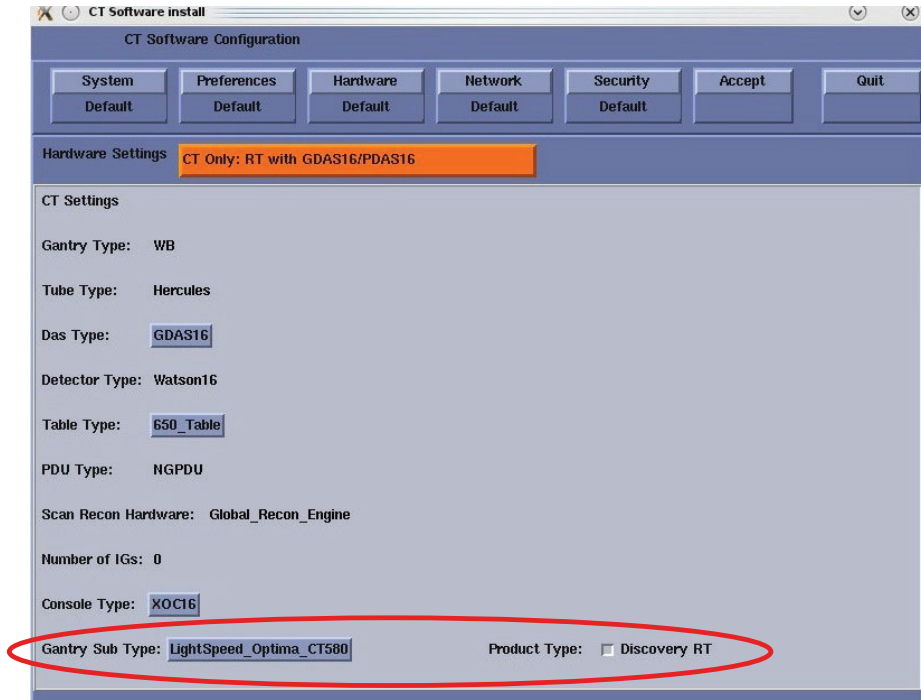 CT Software install
CT Software Configuration
System Preferences Hardware Network Security Accept Quit
Default Default Default Default Default
Hardware Settings CT Only: RT with GDAS16/PDAS16
CT Settings
Gantry Type: WB
Tube Type: Hercules
Das Type: GDAS16
Detector Type: Watson16
Table Type: 650_Table
PDU Type: NGPDU
Scan Recon Hardware: Global_Recon_Engine
Number of IGs: 0
Console Type: XOC16
Gantry Sub Type: LightSpeed_Optima_CT580 Product Type: Discovery RT